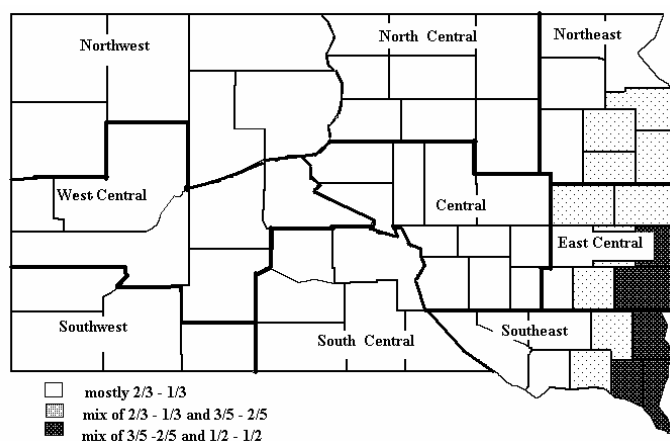 Northwest
North Central
Northeast
West Central
Central
East Central
Southwest
South Central
Southeast
mostly 2/3 - 1/3
mix of 2/3 - 1/3 and 3/5 - 2/5
mix of 3/5 -2/5 and 1/2 - 1/2